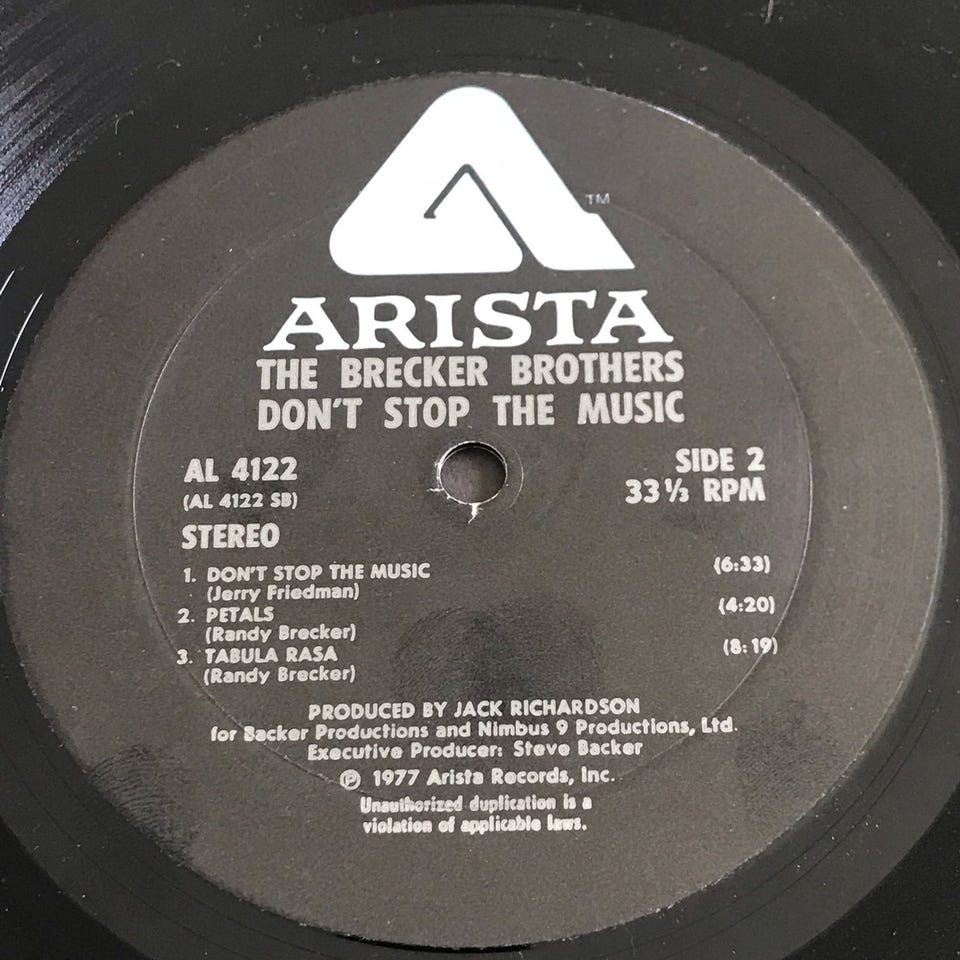 TM
ARISTA
THE BRECKER BROTHERS
DON'T STOP THE MUSIC
AL 4122
(AL 4122 SB)
STEREO
SIDE 2
33 ⅓ RPM
1. DON'T STOP THE MUSIC (6:33)
(Jerry Friedman)
2. PETALS (4:20)
(Randy Brecker)
3. TABULA RASA (8:19)
(Randy Brecker)
PRODUCED BY JACK RICHARDSON
for Backer Productions and Nimbus 9 Productions, Ltd.
Executive Producer: Steve Backer
℗ 1977 Arista Records, Inc.
Unauthorized duplication is a
violation of applicable laws.